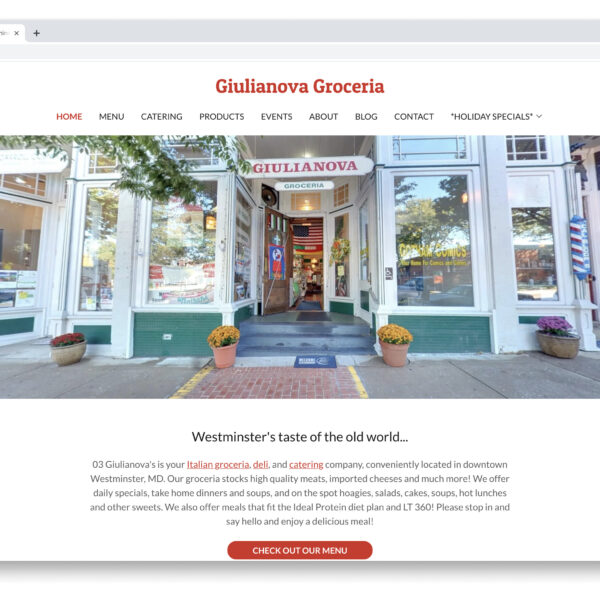 Giulianova Groceria
HOME MENU CATERING PRODUCTS EVENTS ABOUT BLOG CONTACT *HOLIDAY SPECIALS*
GIULIANOVA
GROCERIA
COMICS
Westminster's taste of the old world...
03 Giulianova's is your Italian groceria, deli, and catering company, conveniently located in downtown
Westminster, MD. Our groceria stocks high quality meats, imported cheeses and much more! We offer
daily specials, take home dinners and soups, and on the spot hoagies, salads, cakes, soups, hot lunches
and other sweets. We also offer meals that fit the Ideal Protein diet plan and LT 360! Please stop in and
say hello and enjoy a delicious meal!
CHECK OUT OUR MENU